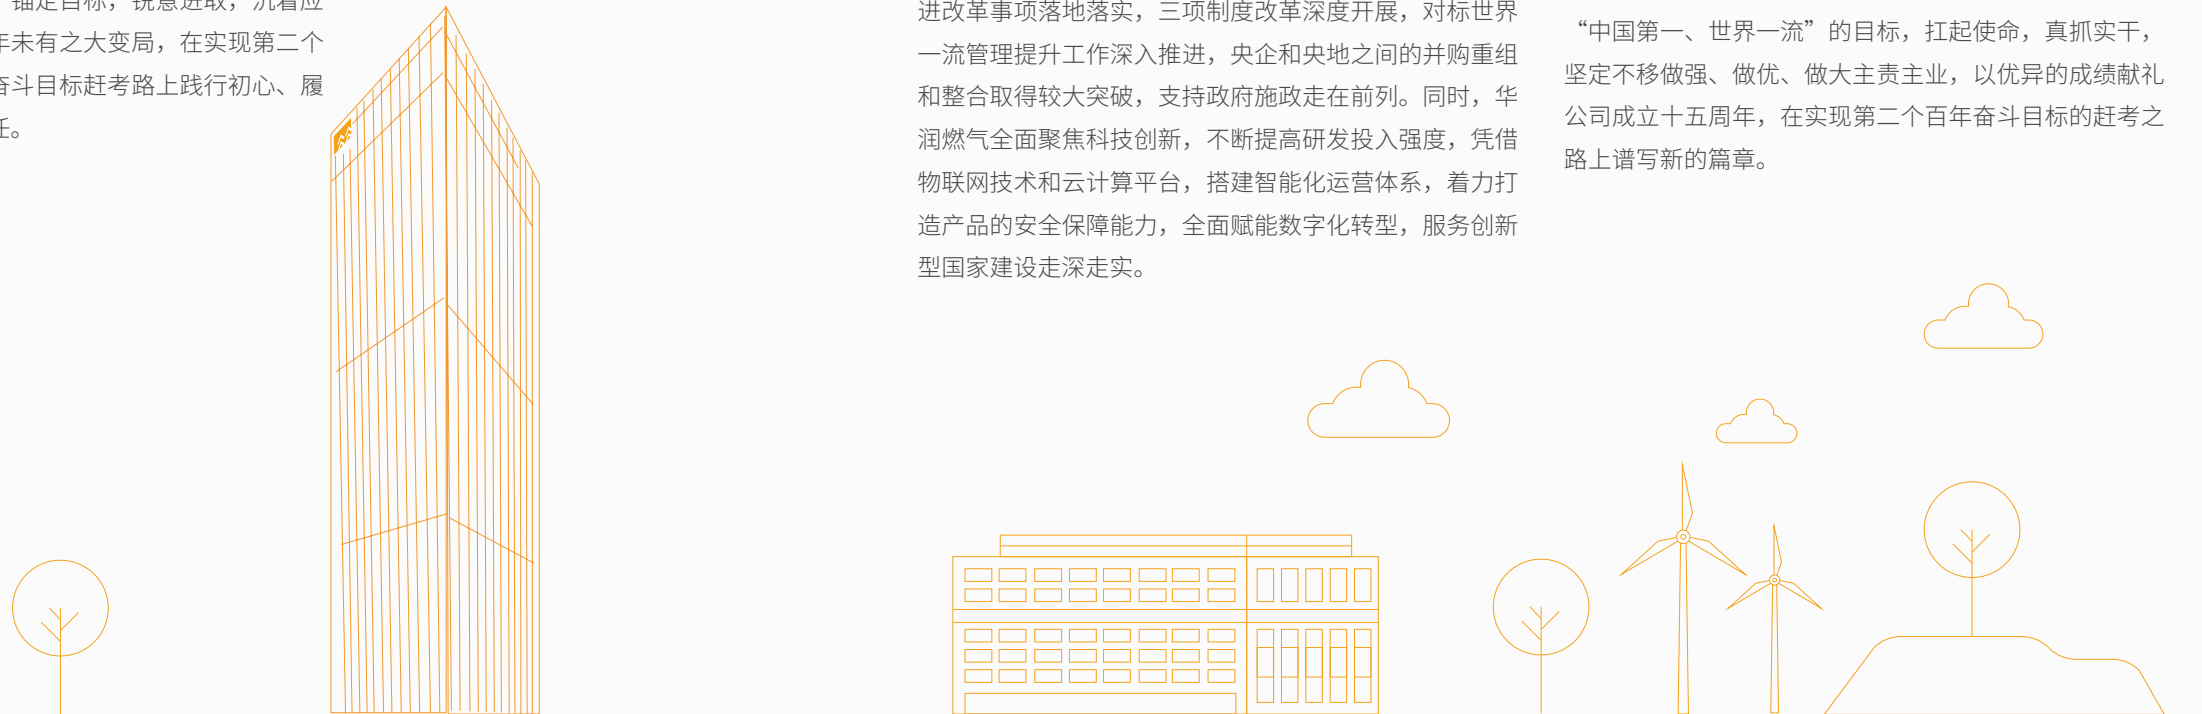 锚定目标，锐意进取，沉着应
年未有之大变局，在实现第二个
奋斗目标赶考路上践行初心、履
任。
进改革事项落地落实，三项制度改革深度开展，对标世界
一流管理提升工作深入推进，央企和央地之间的并购重组
和整合取得较大突破，支持政府施政走在前列。同时，华
润燃气全面聚焦科技创新，不断提高研发投入强度，凭借
物联网技术和云计算平台，搭建智能化运营体系，着力打
造产品的安全保障能力，全面赋能数字化转型，服务创新
型国家建设走深走实。
“中国第一、世界一流”的目标，扛起使命，真抓实干，
坚定不移做强、做优、做大主责主业，以优异的成绩献礼
公司成立十五周年，在实现第二个百年奋斗目标的赶考之
路上谱写新的篇章。